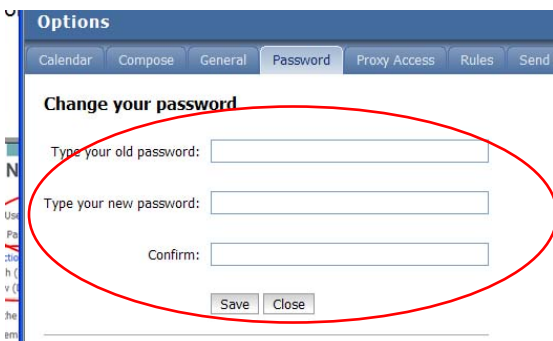 Options
Calendar Compose General Password Proxy Access Rules Send
Change your password
Type your old password:
Type your new password:
Confirm:
Save Close